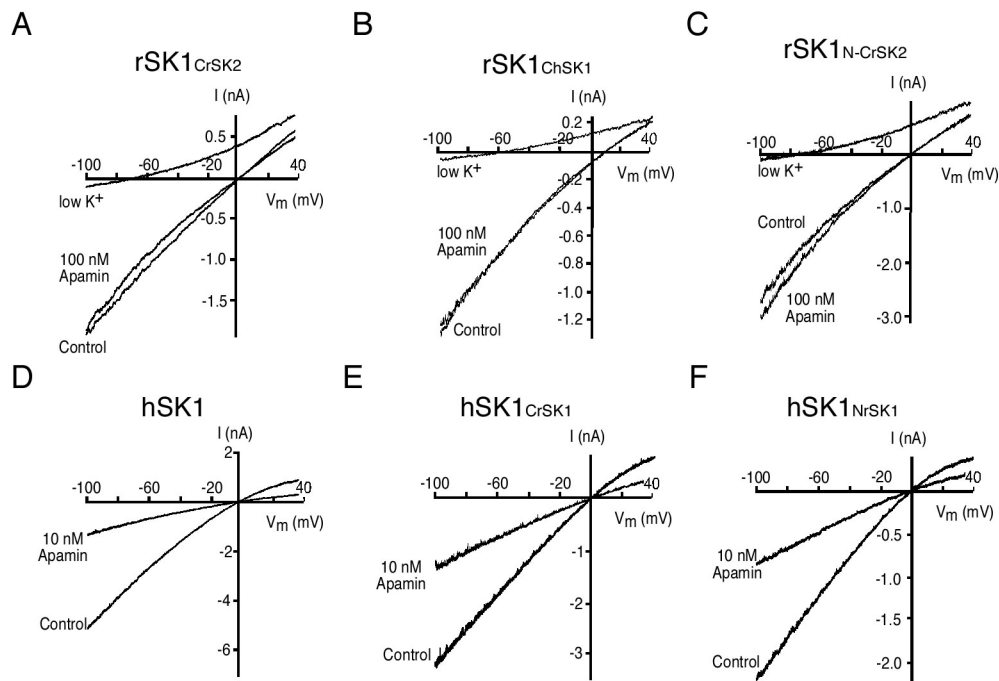 A
rSK1CrSK2
I (nA)
0.5
-100 -60 -20 40
low K+
Vm (mV)
-0.5
100 nM
Apamin
-1.0
-1.5
Control
B
rSK1ChSK1
I (nA)
0.2
-100 -60 -20 40
low K+
Vm (mV)
-0.2
-0.4
100 nM
Apamin
-0.6
-0.8
-1.0
Control
-1.2
C
rSK1N-CrSK2
I (nA)
-100 -60 -20 40
low K+
Vm (mV)
Control
-1.0
-2.0
100 nM
Apamin
-3.0
D
hSK1
I (nA)
2
-100 -60 -20 40
Vm (mV)
10 nM
Apamin
-2
-4
Control
-6
E
hSK1CrSK1
I (nA)
-100 -60 -20 40
Vm (mV)
-1
10 nM
Apamin
-2
Control
-3
F
hSK1NrSK1
I (nA)
-100 -60 -20 40
Vm (mV)
-0.5
10 nM
Apamin
-1.0
-1.5
Control
-2.0